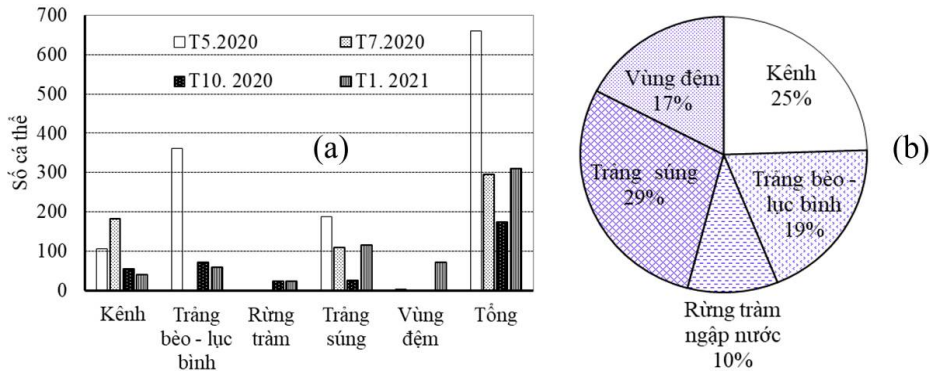 700
600
500
400
300
200
100
0
Số cá thể
T5.2020
T7.2020
T10. 2020
T1. 2021
(a)
Kênh
Trảng
bèo - lục
bình
Rừng
tràm
Trảng
súng
Vùng
đệm
Tổng
Vùng đệm
17%
Kênh
25%
(b)
Trảng súng
29%
Trảng bèo -
lục bình
19%
Rừng tràm
ngập nước
10%